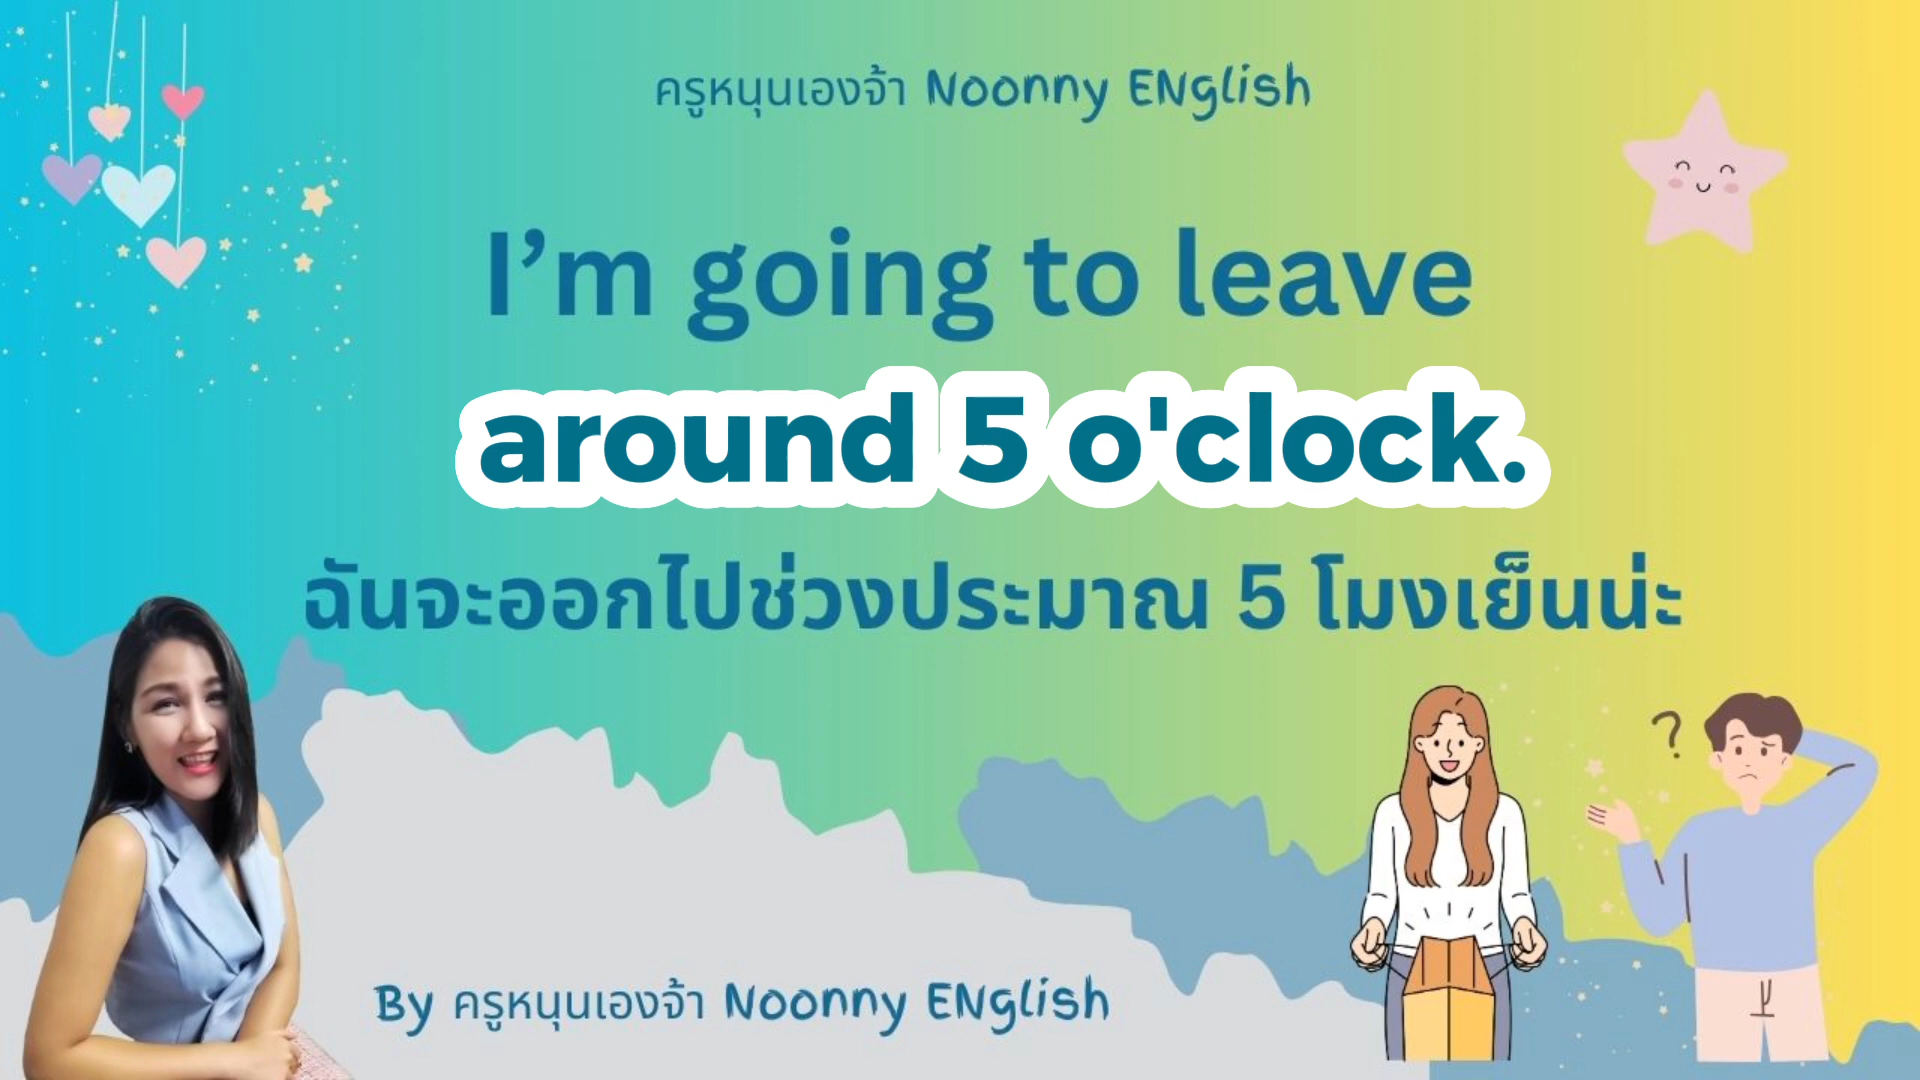 ครูหนุนเองจ้า Noonny ENglish
I’m going to leave
around 5 o'clock.
ฉันจะออกไปช่วงประมาณ 5 โมงเย็นน่ะ
?
By ครูหนุนเองจ้า Noonny ENglish